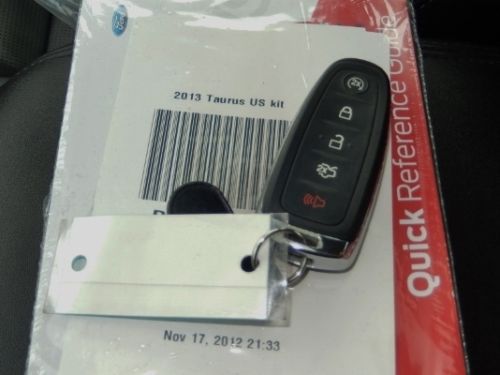 2013 Taurus US kit
Quick Reference Guide
Nov 17, 2012 21:33